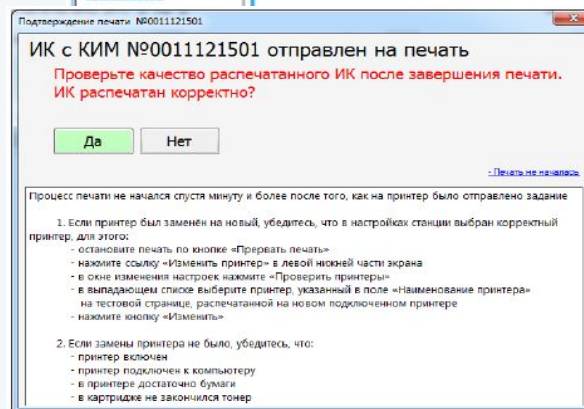 Подтверждение печати №0011121501
ИК с КИМ №0011121501 отправлен на печать
Проверьте качество распечатанного ИК после завершения печати.
ИК распечатан корректно?
Да Нет
- Печать не началась
Процесс печати не начался спустя минуту и более после того, как на принтер было отправлено задание
1. Если принтер был заменён на новый, убедитесь, что в настройках станции выбран корректный
принтер, для этого:
- остановите печать по кнопке «Прервать печать»
- нажмите ссылку «Изменить принтер» в левой нижней части экрана
- в окне изменения настроек нажмите «Проверить принтеры»
- в выпадающем списке выберите принтер, указанный в поле «Наименование принтера»
на тестовой странице, распечатанной на новом подключенном принтере
- нажмите кнопку «Изменить»
2. Если замены принтера не было, убедитесь, что:
- принтер включен
- принтер подключен к компьютеру
- в принтере достаточно бумаги
- в картридже не закончился тонер